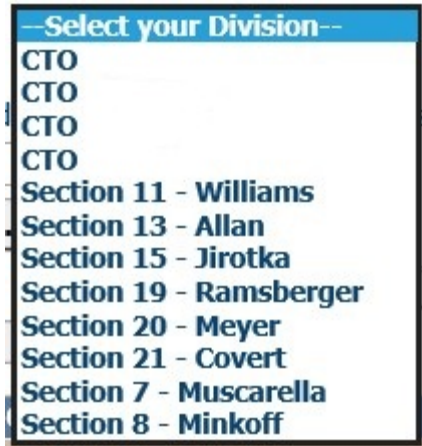 --Select your Division--
CTO
CTO
CTO
CTO
Section 11 - Williams
Section 13 - Allan
Section 15 - Jirotka
Section 19 - Ramsberger
Section 20 - Meyer
Section 21 - Covert
Section 7 - Muscarella
Section 8 - Minkoff